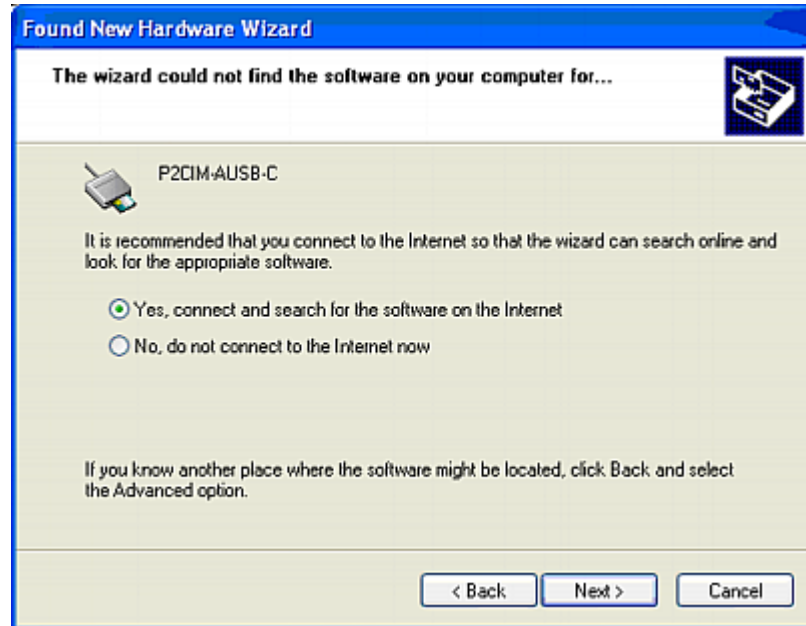 Found New Hardware Wizard
The wizard could not find the software on your computer for...
P2CIM-AUSB-C
It is recommended that you connect to the Internet so that the wizard can search online and
look for the appropriate software.
Yes, connect and search for the software on the Internet
No, do not connect to the Internet now
If you know another place where the software might be located, click Back and select
the Advanced option.
< Back Next > Cancel